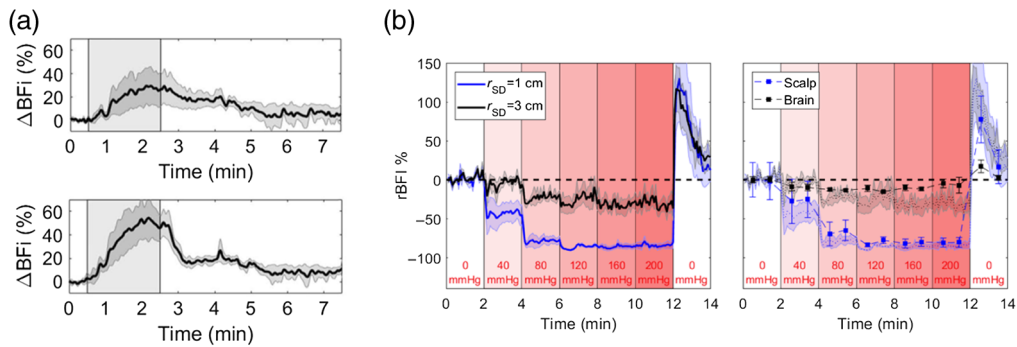 (a)
ΔBFi (%)
60
40
20
0
0 1 2 3 4 5 6 7
Time (min)
ΔBFi (%)
60
40
20
0
0 1 2 3 4 5 6 7
Time (min)
(b)
rBFI %
150
100
50
0
−50
−100
r_SD=1 cm
r_SD=3 cm
0 40 80 120 160 200 0
mmHg mmHg mmHg mmHg mmHg mmHg mmHg
0 2 4 6 8 10 12 14
Time (min)
Scalp
Brain
0 40 80 120 160 200 0
mmHg mmHg mmHg mmHg mmHg mmHg mmHg
0 2 4 6 8 10 12 14
Time (min)